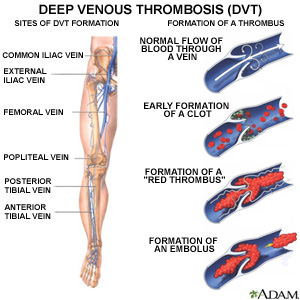 DEEP VENOUS THROMBOSIS (DVT)
SITES OF DVT FORMATION
COMMON ILIAC VEIN
EXTERNAL
ILIAC VEIN
FEMORAL VEIN
POPLITEAL VEIN
POSTERIOR
TIBIAL VEIN
ANTERIOR
TIBIAL VEIN
FORMATION OF A THROMBUS
NORMAL FLOW OF
BLOOD THROUGH
A VEIN
EARLY FORMATION
OF A CLOT
FORMATION OF A
"RED THROMBUS"
FORMATION OF
AN EMBOLUS
ADAM.